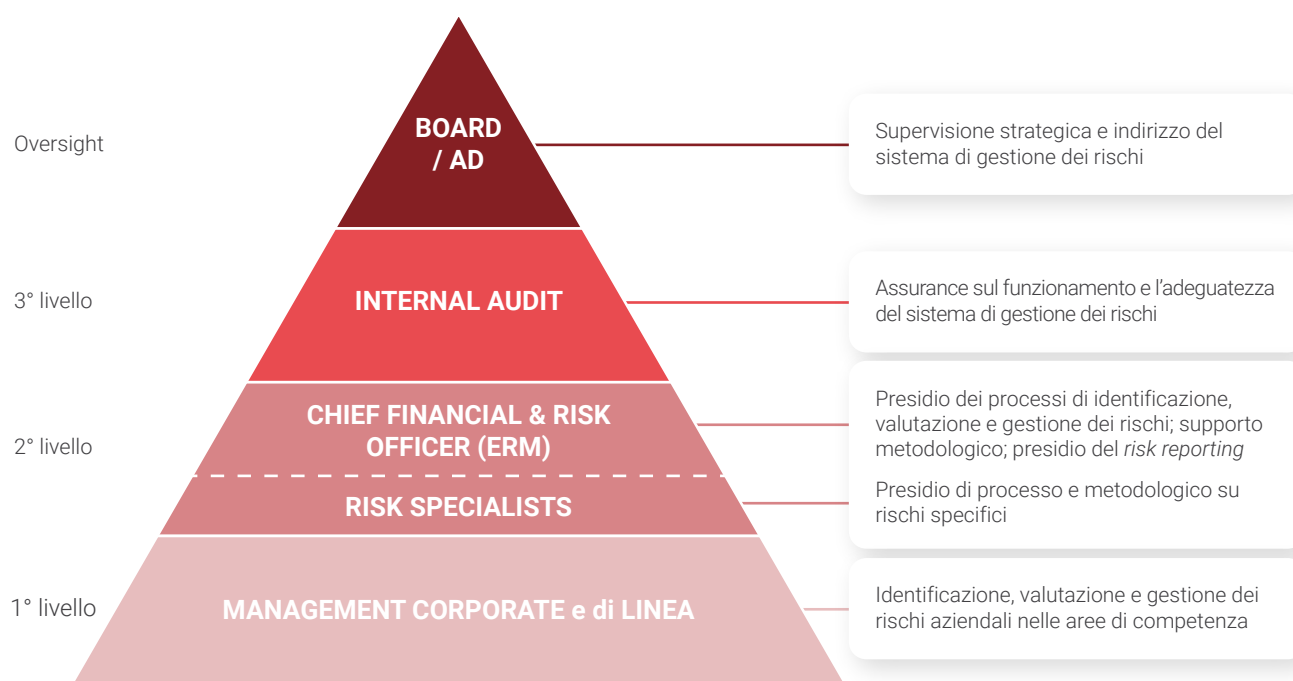 Oversight
BOARD
/ AD
Supervisione strategica e indirizzo del
sistema di gestione dei rischi
3° livello
INTERNAL AUDIT
Assurance sul funzionamento e l'adeguatezza
del sistema di gestione dei rischi
2° livello
CHIEF FINANCIAL & RISK
OFFICER (ERM)
Presidio dei processi di identificazione,
valutazione e gestione dei rischi; supporto
metodologico; presidio del risk reporting
RISK SPECIALISTS
Presidio di processo e metodologico su
rischi specifici
1° livello
MANAGEMENT CORPORATE e di LINEA
Identificazione, valutazione e gestione dei
rischi aziendali nelle aree di competenza